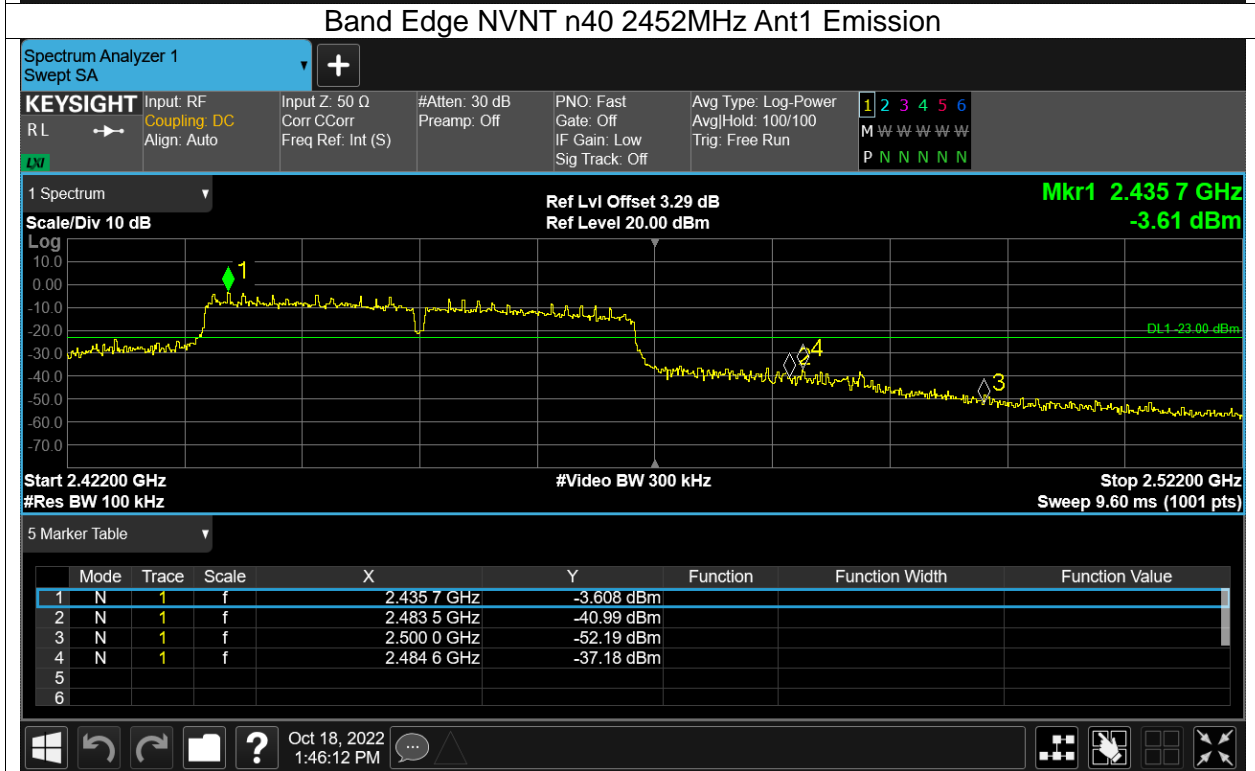 Band Edge NVNT n40 2452MHz Ant1 Emission
Spectrum Analyzer 1
Swept SA
+
KEYSIGHT Input: RF Input Z: 50 Ω #Atten: 30 dB PNO: Fast Avg Type: Log-Power 1 2 3 4 5 6
RL Coupling: DC Corr CCorr Preamp: Off Gate: Off Avg|Hold: 100/100 M W W W W W W
Align: Auto Freq Ref: Int (S) IF Gain: Low Trig: Free Run
LXI Sig Track: Off P N N N N N
1 Spectrum Ref Lvl Offset 3.29 dB Mkr1 2.435 7 GHz
Scale/Div 10 dB Ref Level 20.00 dBm -3.61 dBm
Log
10.0
1
0.00
-10.0
-20.0
DL1 -23.00 dBm
-30.0
2 4
-40.0
3
-50.0
-60.0
-70.0
Start 2.42200 GHz #Video BW 300 kHz Stop 2.52200 GHz
#Res BW 100 kHz Sweep 9.60 ms (1001 pts)
5 Marker Table
Mode Trace Scale X Y Function Function Width Function Value
1 N 1 f 2.435 7 GHz -3.608 dBm
2 N 1 f 2.483 5 GHz -40.99 dBm
3 N 1 f 2.500 0 GHz -52.19 dBm
4 N 1 f 2.484 6 GHz -37.18 dBm
5
6
? Oct 18, 2022
1:46:12 PM